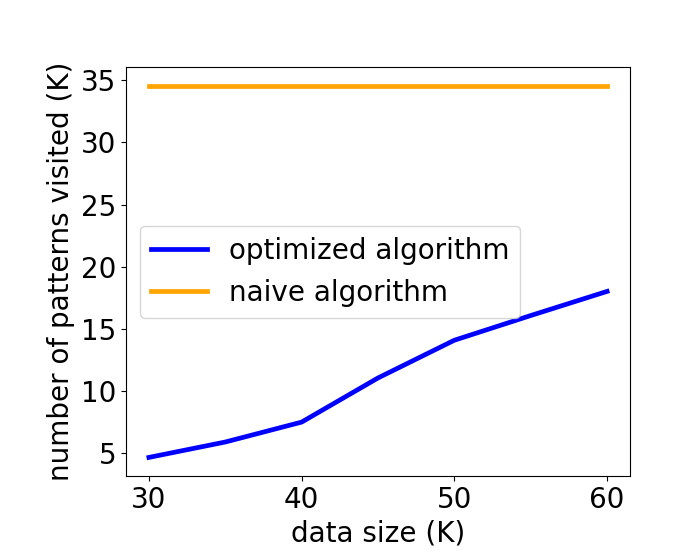 number of patterns visited (K)
35
30
25
20
15
10
5
optimized algorithm
naive algorithm
30 40 50 60
data size (K)